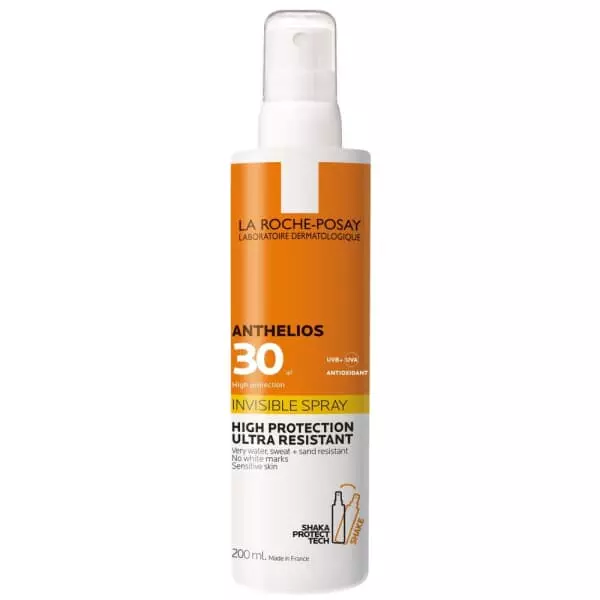 LA ROCHE-POSAY
LABORATOIRE DERMATOLOGIQUE
ANTHELIOS
30
High protection
UVB+ UVA
ANTIOXIDANT
INVISIBLE SPRAY
HIGH PROTECTION
ULTRA RESISTANT
Very water, sweat + sand resistant
No white marks
Sensitive skin
SHAKA
PROTECT
TECH
SHAKE
200 mL Made in France